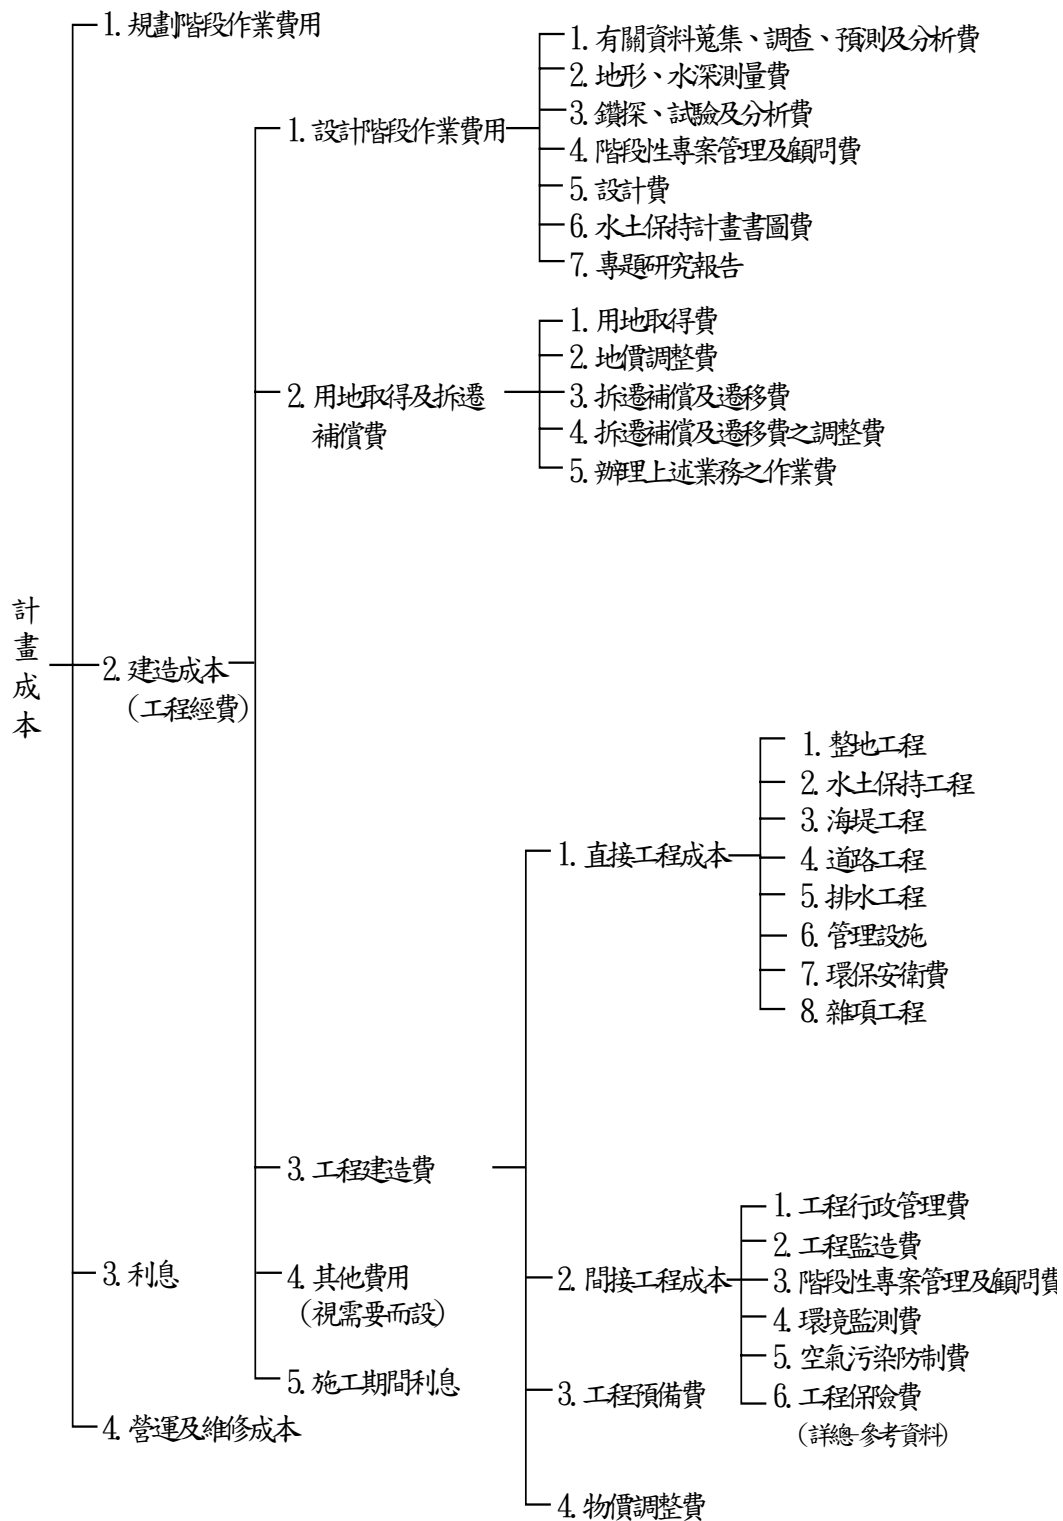 計畫成本
1. 規劃階段作業費用
2. 建造成本
（工程經費）
3. 利息
4. 營運及維修成本
1. 設計階段作業費用
2. 用地取得及拆遷
補償費
3. 工程建造費
4. 其他費用
（視需要而設）
5. 施工期間利息
1. 有關資料蒐集、調查、預測及分析費
2. 地形、水深測量費
3. 鑽探、試驗及分析費
4. 階段性專案管理及顧問費
5. 設計費
6. 水土保持計畫書圖費
7. 專題研究報告
1. 用地取得費
2. 地價調整費
3. 拆遷補償及遷移費
4. 拆遷補償及遷移費之調整費
5. 辦理上述業務之作業費
1. 直接工程成本
2. 間接工程成本
3. 工程預備費
4. 物價調整費
1. 整地工程
2. 水土保持工程
3. 海堤工程
4. 道路工程
5. 排水工程
6. 管理設施
7. 環保安衛費
8. 雜項工程
1. 工程行政管理費
2. 工程監造費
3. 階段性專案管理及顧問費
4. 環境監測費
5. 空氣污染防制費
6. 工程保險費
（詳總-參考資料）